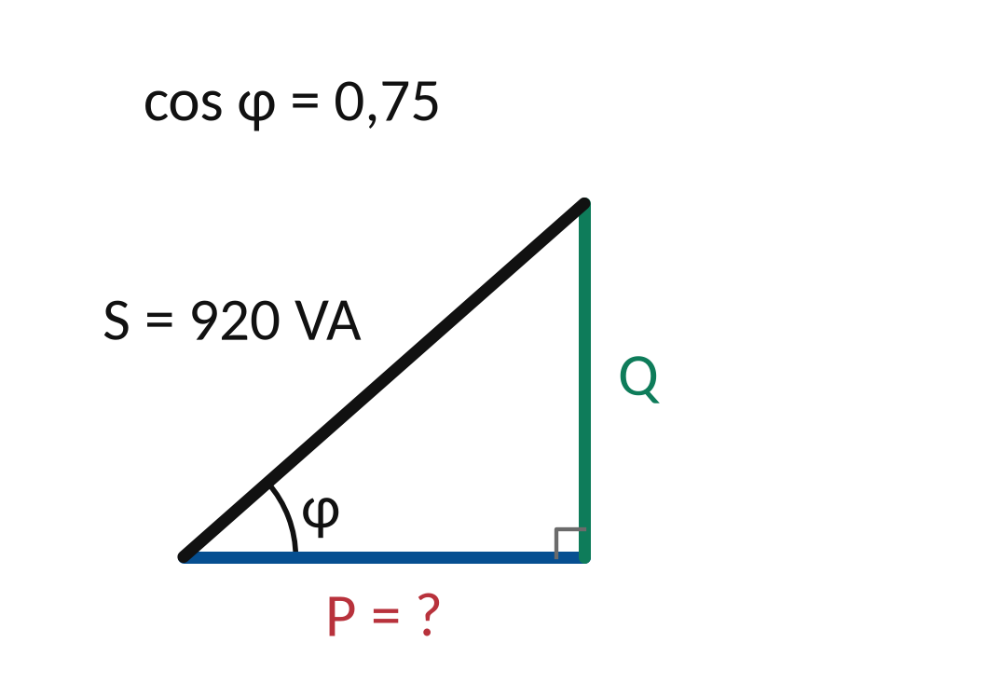 cos φ = 0,75
S = 920 VA
Q
φ
P = ?